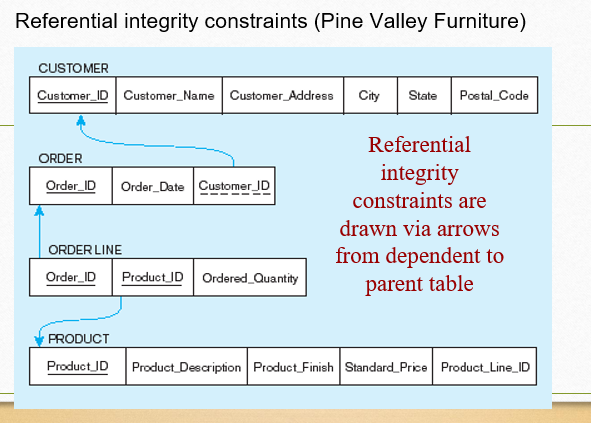 Referential integrity constraints (Pine Valley Furniture)
CUSTOMER
Customer_ID Customer_Name Customer_Address City State Postal_Code
ORDER
Order_ID Order_Date Customer_ID
ORDER LINE
Order_ID Product_ID Ordered_Quantity
PRODUCT
Product_ID Product_Description Product_Finish Standard_Price Product_Line_ID
Referential
integrity
constraints are
drawn via arrows
from dependent to
parent table